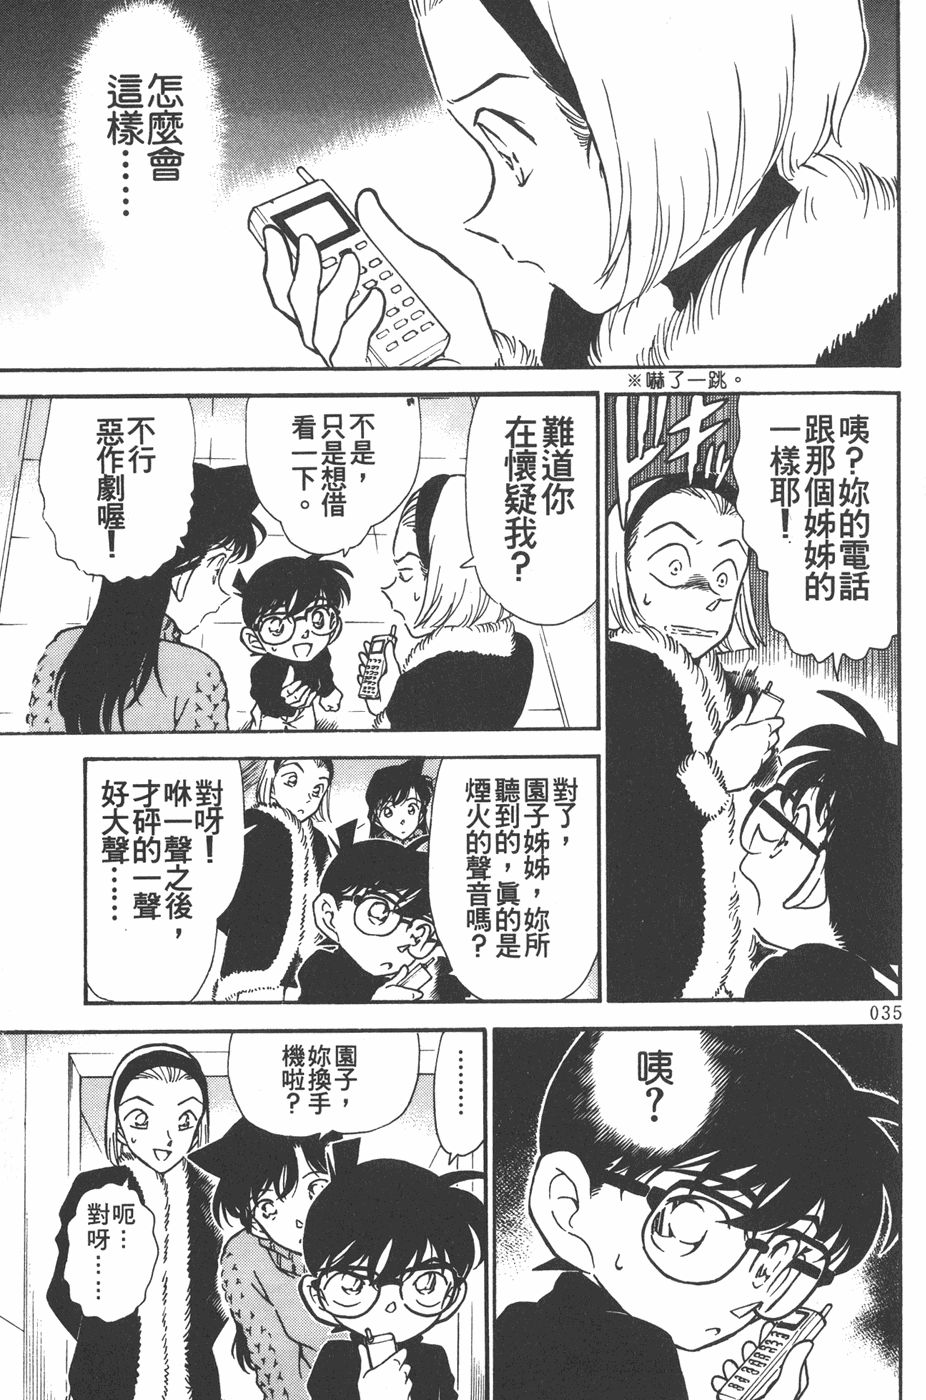 怎麼會
這樣……
※嚇了一跳。
咦？妳的電話
跟那個姊姊的
一樣耶！
ドキッ
難道你
在懷疑我？
不是，
只是想借
看一下。
不行
惡作劇喔！
對了，
園子姊姊，妳所
聽到的，真的是
煙火的聲音嗎？
對呀！
咻一聲之後，
才砰的一聲
好大聲……
035
咦？
………
園子，
妳換手
機啦？
呃…
對呀……